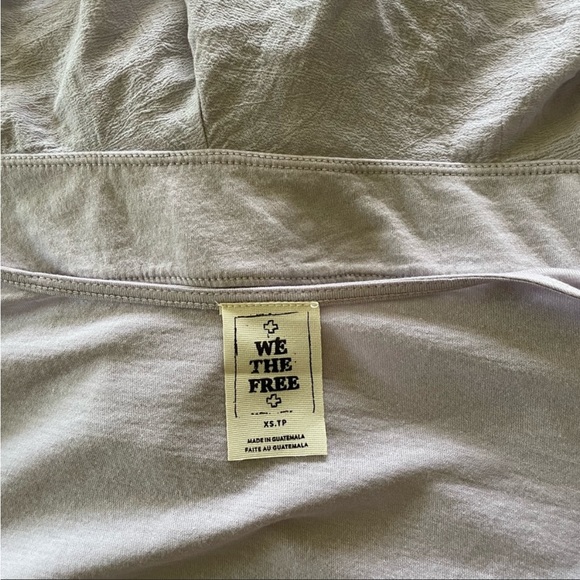 WE
THE
FREE
XS.TP
MADE IN GUATEMALA
FAITE AU GUATEMALA